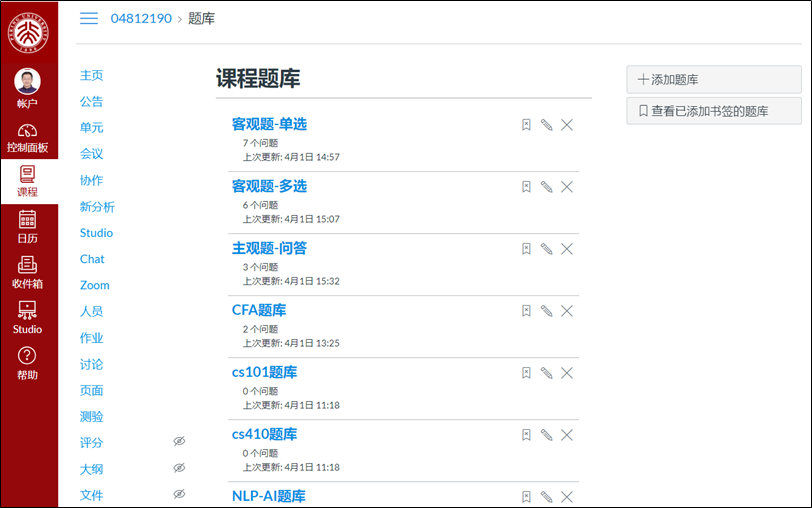 PEKING UNIVERSITY
1898
帐户
控制面板
课程
日历
收件箱
Studio
帮助
04812190 › 题库
主页
公告
单元
会议
协作
新分析
Studio
Chat
Zoom
人员
作业
讨论
页面
测验
评分
大纲
文件
课程题库
客观题-单选
7 个问题
上次更新: 4月1日 14:57
客观题-多选
6 个问题
上次更新: 4月1日 15:07
主观题-问答
3 个问题
上次更新: 4月1日 15:32
CFA题库
2 个问题
上次更新: 4月1日 13:25
cs101题库
0 个问题
上次更新: 4月1日 11:18
cs410题库
0 个问题
上次更新: 4月1日 11:18
NLP-AI题库
添加题库
查看已添加书签的题库